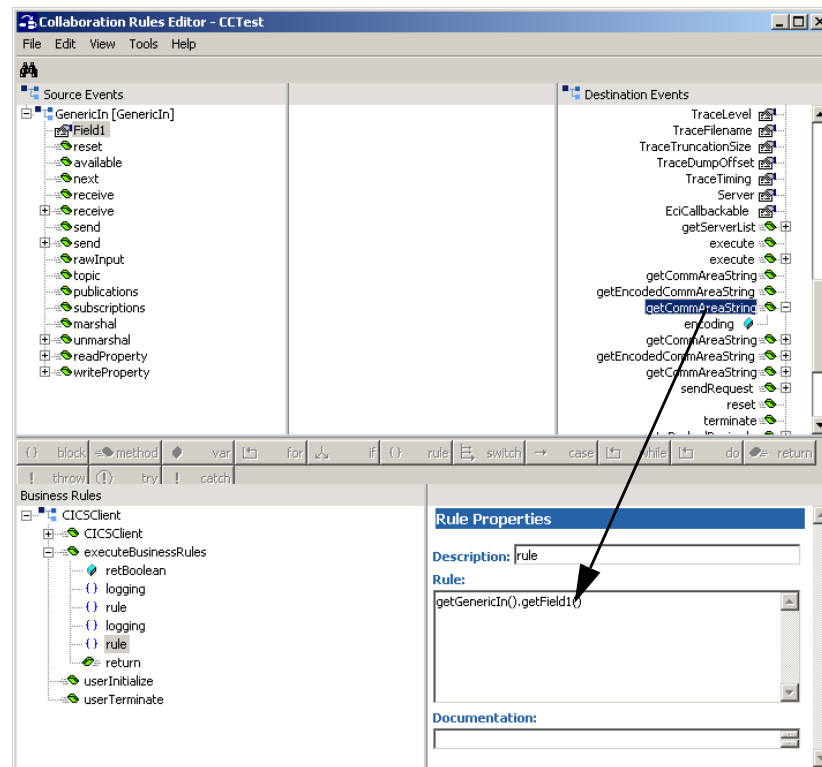 Collaboration Rules Editor - CCTest
File Edit View Tools Help
Source Events
GenericIn [GenericIn]
Field1
reset
available
next
receive
receive
send
send
rawInput
topic
publications
subscriptions
marshal
unmarshal
readProperty
writeProperty
Destination Events
TraceLevel
TraceFilename
TraceTruncationSize
TraceDumpOffset
TraceTiming
Server
EciCallbackable
getServerList
execute
execute
getCommAreaString
getEncodedCommAreaString
getCommAreaString
encoding
getCommAreaString
getEncodedCommAreaString
getCommAreaString
sendRequest
reset
terminate
block method var for if rule switch case while do return
throw try catch
Business Rules
CICSClient
CICSClient
executeBusinessRules
retBoolean
logging
rule
logging
rule
return
userInitialize
userTerminate
Rule Properties
Description: rule
Rule:
getGenericIn().getField1()
Documentation: